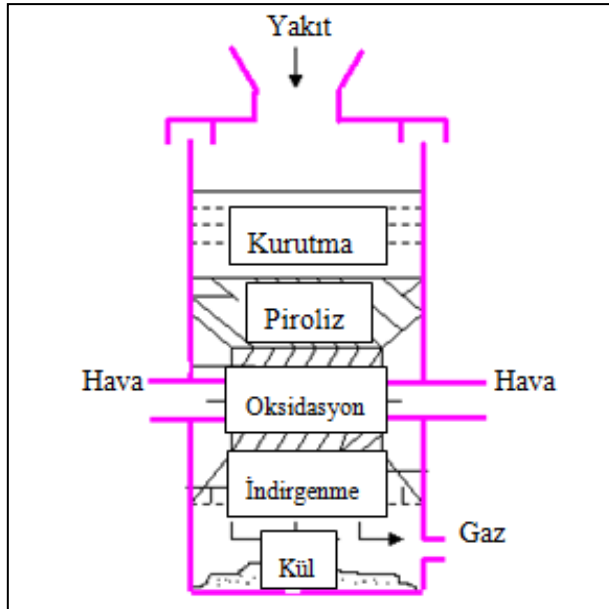 Yakıt
Kurutma
Piroliz
Hava
Hava
Oksidasyon
İndirgenme
Gaz
Kül